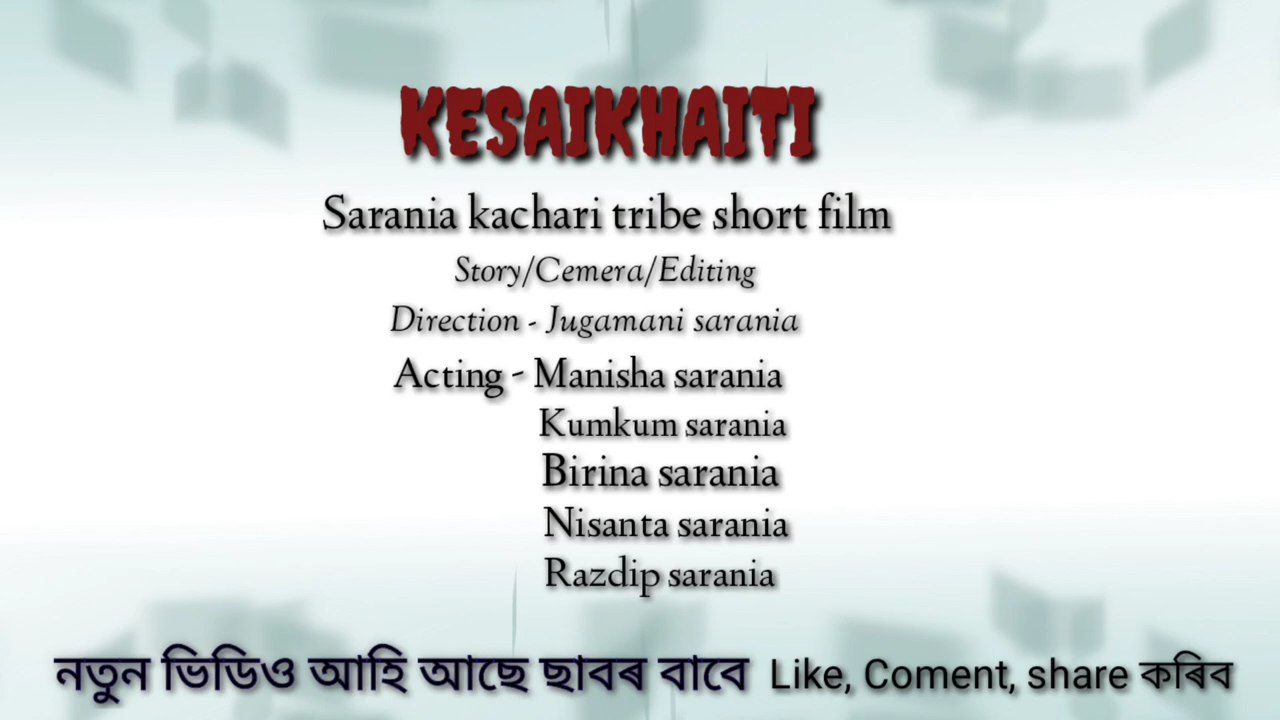 KESAIKHAITI
Sarania kachari tribe short film
Story/Cemera/Editing
Direction - Jugamani sarania
Acting - Manisha sarania
Kumkum sarania
Birina sarania
Nisanta sarania
Razdip sarania
নতুন ভিডিও আহি আছে ছাবৰ বাবে Like, Coment, share কৰিব